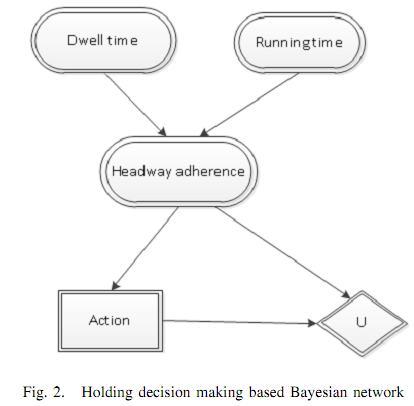 Dwell time
Runningtime
Headway adherence
Action
U
Fig. 2. Holding decision making based Bayesian network